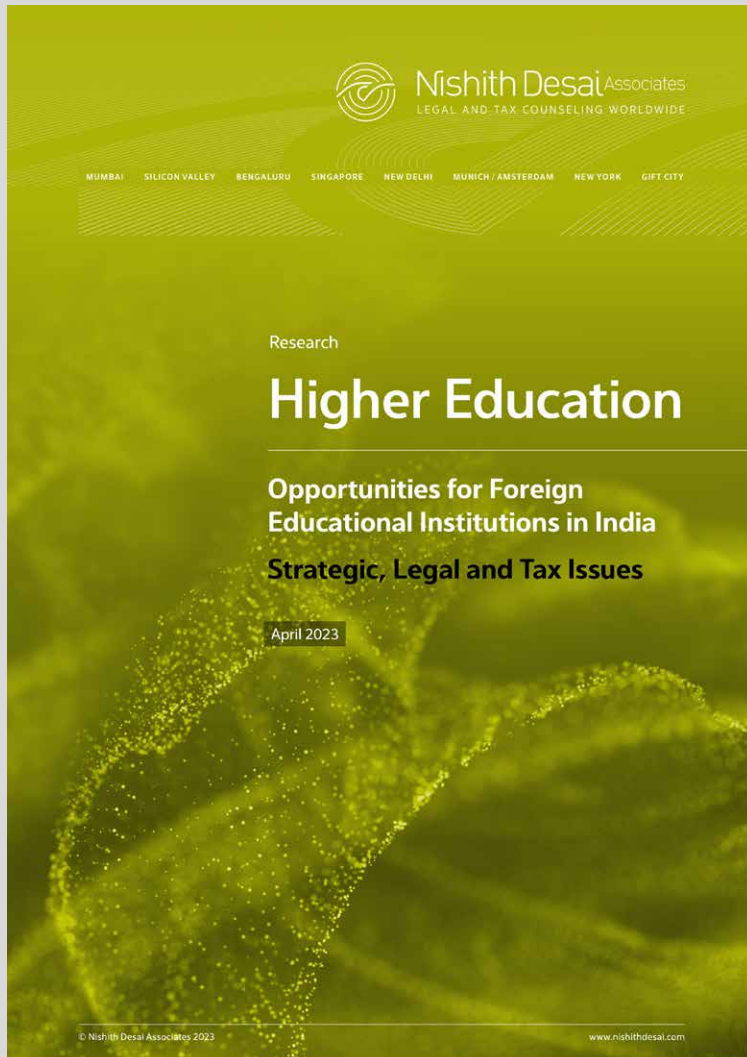 Nishith Desai Associates
LEGAL AND TAX COUNSELING WORLDWIDE
MUMBAI SILICON VALLEY BENGALURU SINGAPORE NEW DELHI MUNICH / AMSTERDAM NEW YORK GIFT CITY
Research
Higher Education
Opportunities for Foreign
Educational Institutions in India
Strategic, Legal and Tax Issues
April 2023
© Nishith Desai Associates 2023 www.nishithdesai.com